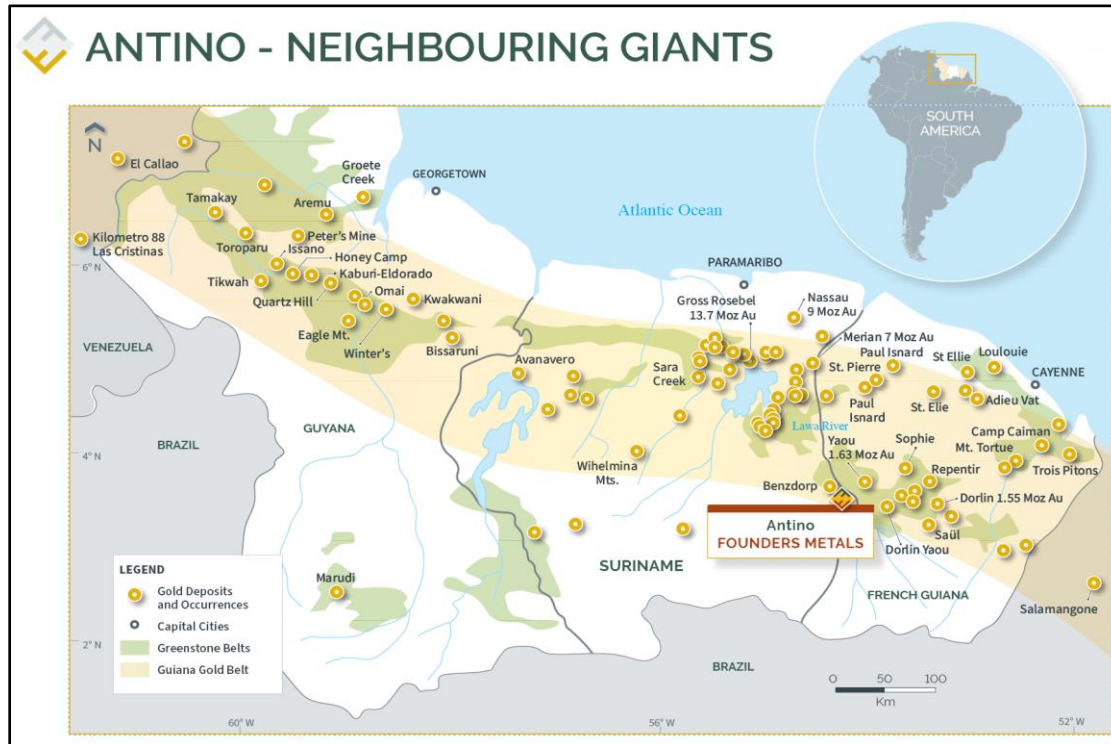 ANTINO - NEIGHBOURING GIANTS
SOUTH
AMERICA
N
El Callao
Groete
Creek
GEORGETOWN
Tamakay
Aremu
Atlantic Ocean
Toroparu
Peter's Mine
Kilometro 88
Las Cristinas
Issano
Honey Camp
6° N
PARAMARIBO
Tikwah
Kaburi-Eldorado
Quartz Hill
Omai
Kwakwani
Gross Rosebel
13.7 Moz Au
Nassau
9 Moz Au
Eagle Mt.
Winter's
Bissaruni
Merian 7 Moz Au
VENEZUELA
Avanavero
Sara
Creek
Paul Isnard
St. Pierre
St Ellie
Loulouie
CAYENNE
Paul
Isnard
St. Elie
Adieu Vat
Lawa River
BRAZIL
GUYANA
Camp Caiman
Yaou
1.63 Moz Au
Sophie
Mt. Tortue
4° N
Wihelmina
Mts.
Repentir
Trois Pitons
Benzdorp
Dorlin 1.55 Moz Au
Antino
FOUNDERS METALS
Saül
Dorlin Yaou
SURINAME
LEGEND
Gold Deposits
and Occurrences
Capital Cities
Greenstone Belts
Guiana Gold Belt
Marudi
FRENCH GUIANA
Salamangone
2° N
BRAZIL
0 50 100
Km
60° W
56° W
52° W